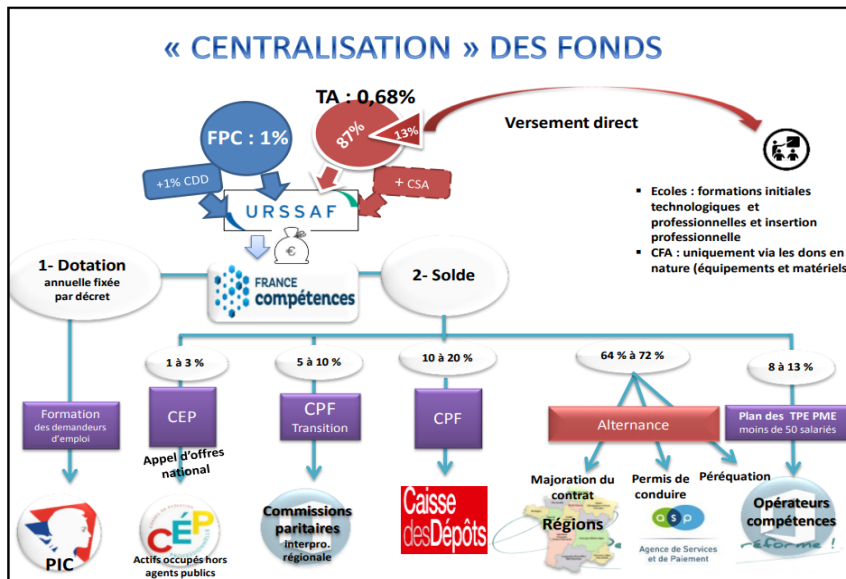 « CENTRALISATION » DES FONDS
TA : 0,68%
FPC : 1%
87%
13%
Versement direct
+1% CDD
+ CSA
URSSAF
€
▪ Ecoles : formations initiales
technologiques et
professionnelles et insertion
professionnelle
▪ CFA : uniquement via les dons en
nature (équipements et matériels
1- Dotation
annuelle fixée
par décret
FRANCE
compétences
2- Solde
1 à 3 %
5 à 10 %
10 à 20 %
64 % à 72 %
8 à 13 %
Formation
des demandeurs
d'emploi
CEP
CPF
Transition
CPF
Alternance
Plan des TPE PME
moins de 50 salariés
Appel d'offres
national
Majoration du
contrat
Permis de
conduire
Péréquation
PIC
CÉP
Actifs occupés hors
agents publics
Commissions
paritaires
interpro.
régionale
Caisse
desDépôts
Régions
asp
Agence de Services
et de Paiement
Opérateurs
compétences
réforme !